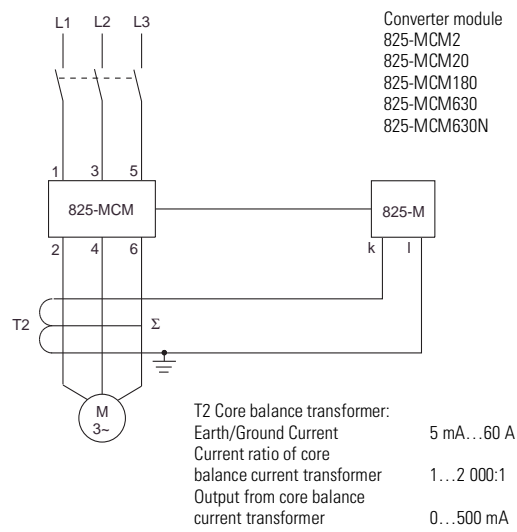 L1 L2 L3
Converter module
825-MCM2
825-MCM20
825-MCM180
825-MCM630
825-MCM630N
1 3 5
825-MCM
825-M
2 4 6
k l
T2
Σ
M
3~
T2 Core balance transformer:
Earth/Ground Current 5 mA…60 A
Current ratio of core
balance current transformer 1…2 000:1
Output from core balance
current transformer 0…500 mA